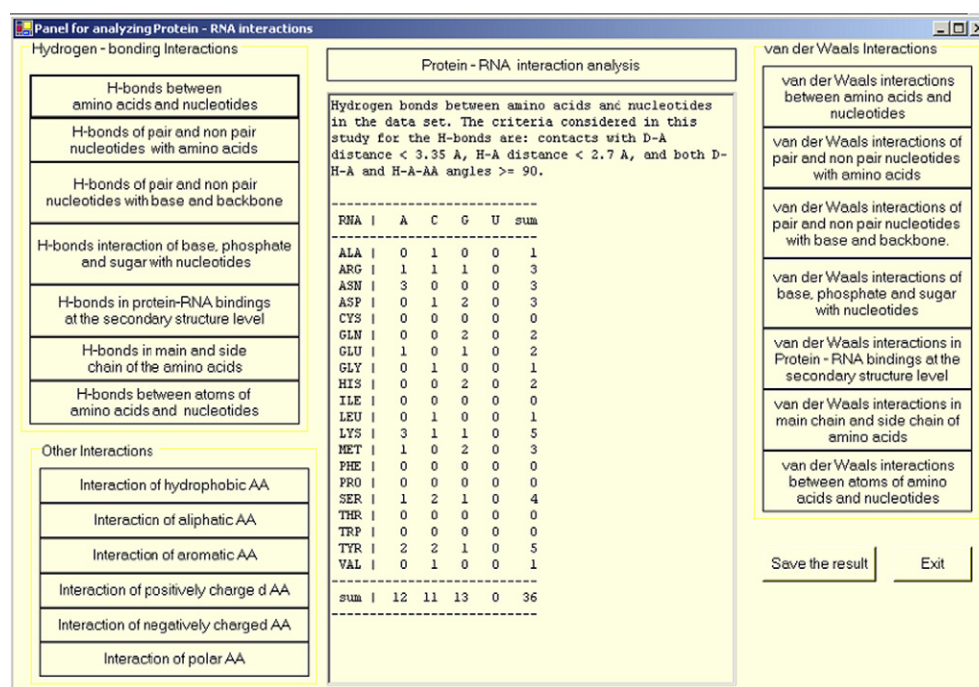 Panel for analyzing Protein - RNA interactions
Hydrogen - bonding Interactions
H-bonds between
amino acids and nucleotides
H-bonds of pair and non pair
nucleotides with amino acids
H-bonds of pair and non pair
nucleotides with base and backbone
H-bonds interaction of base, phosphate
and sugar with nucleotides
H-bonds in protein-RNA bindings
at the secondary structure level
H-bonds in main and side
chain of the amino acids
H-bonds between atoms of
amino acids and nucleotides
Other Interactions
Interaction of hydrophobic AA
Interaction of aliphatic AA
Interaction of aromatic AA
Interaction of positively charged AA
Interaction of negatively charged AA
Interaction of polar AA
Protein - RNA interaction analysis
Hydrogen bonds between amino acids and nucleotides
in the data set. The criteria considered in this
study for the H-bonds are: contacts with D-A
distance < 3.35 A, H-A distance < 2.7 A, and both D-
H-A and H-A-AA angles >= 90.
------------------------------
RNA | A C G U sum
------------------------------
ALA | 0 1 0 0 1
ARG | 1 1 1 0 3
ASN | 3 0 0 0 3
ASP | 0 1 2 0 3
CYS | 0 0 0 0 0
GLN | 0 0 2 0 2
GLU | 1 0 1 0 2
GLY | 0 1 0 0 1
HIS | 0 0 2 0 2
ILE | 0 0 0 0 0
LEU | 0 1 0 0 1
LYS | 3 1 1 0 5
MET | 1 0 2 0 3
PHE | 0 0 0 0 0
PRO | 0 0 0 0 0
SER | 1 2 1 0 4
THR | 0 0 0 0 0
TRP | 0 0 0 0 0
TYR | 2 2 1 0 5
VAL | 0 1 0 0 1
------------------------------
sum | 12 11 13 0 36
------------------------------
van der Waals Interactions
van der Waals interactions
between amino acids and
nucleotides
van der Waals interactions of
pair and non pair nucleotides
with amino acids
van der Waals interactions of
pair and non pair nucleotides
with base and backbone.
van der Waals interactions of
base, phosphate and sugar
with nucleotides
van der Waals interactions in
Protein - RNA bindings at the
secondary structure level
van der Waals interactions in
main chain and side chain of
amino acids
van der Waals interactions
between atoms of amino
acids and nucleotides
Save the result
Exit